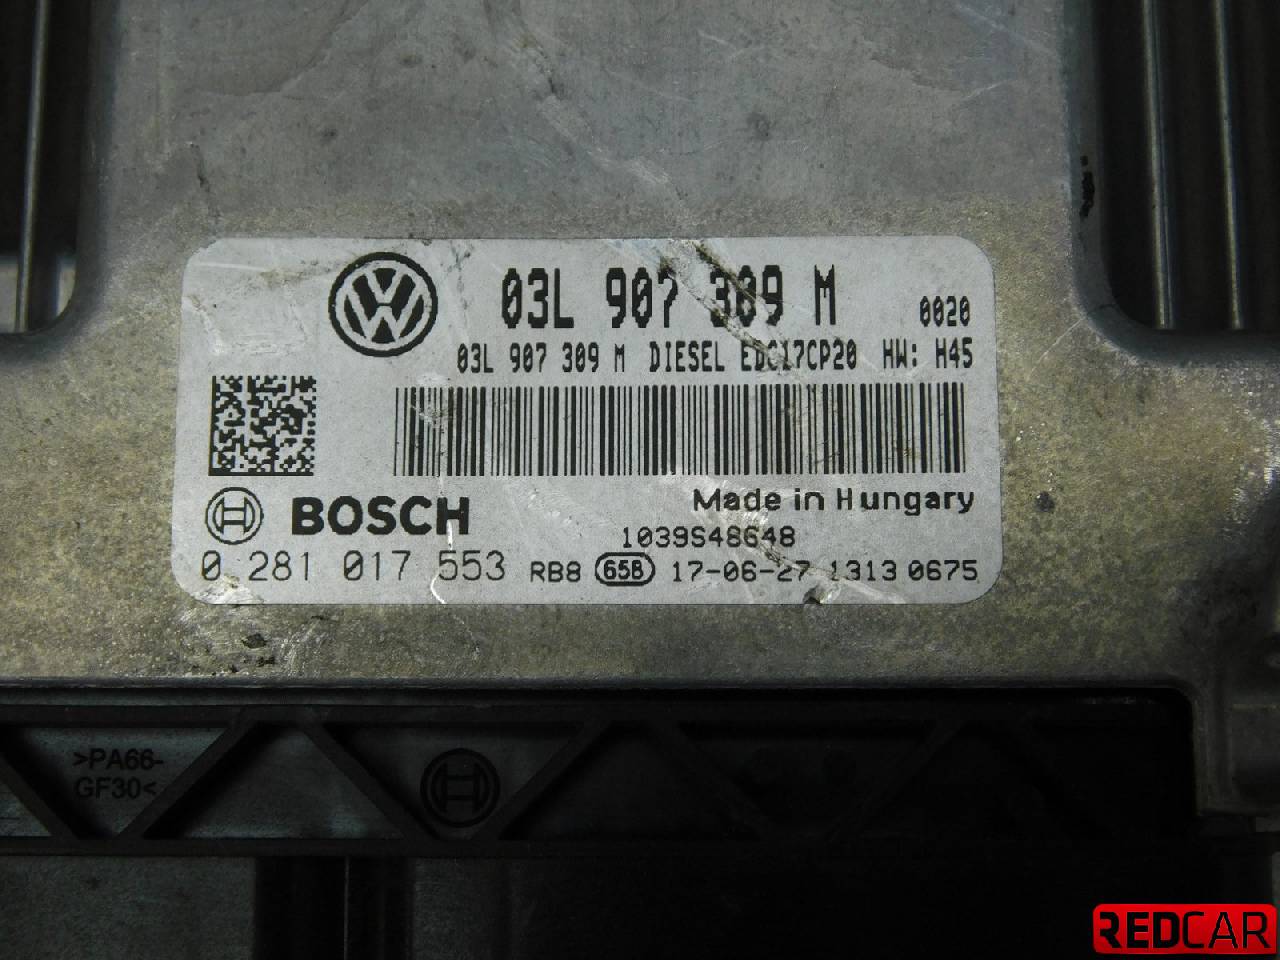 03L 907 309 M 0020
03L 907 309 M DIESEL EDC17CP20 HW: H45
BOSCH
Made in Hungary
1039S48648
0 281 017 553 RB8 65B 17-06-27 1313 0675
>PA66-
GF30<
REDCAR